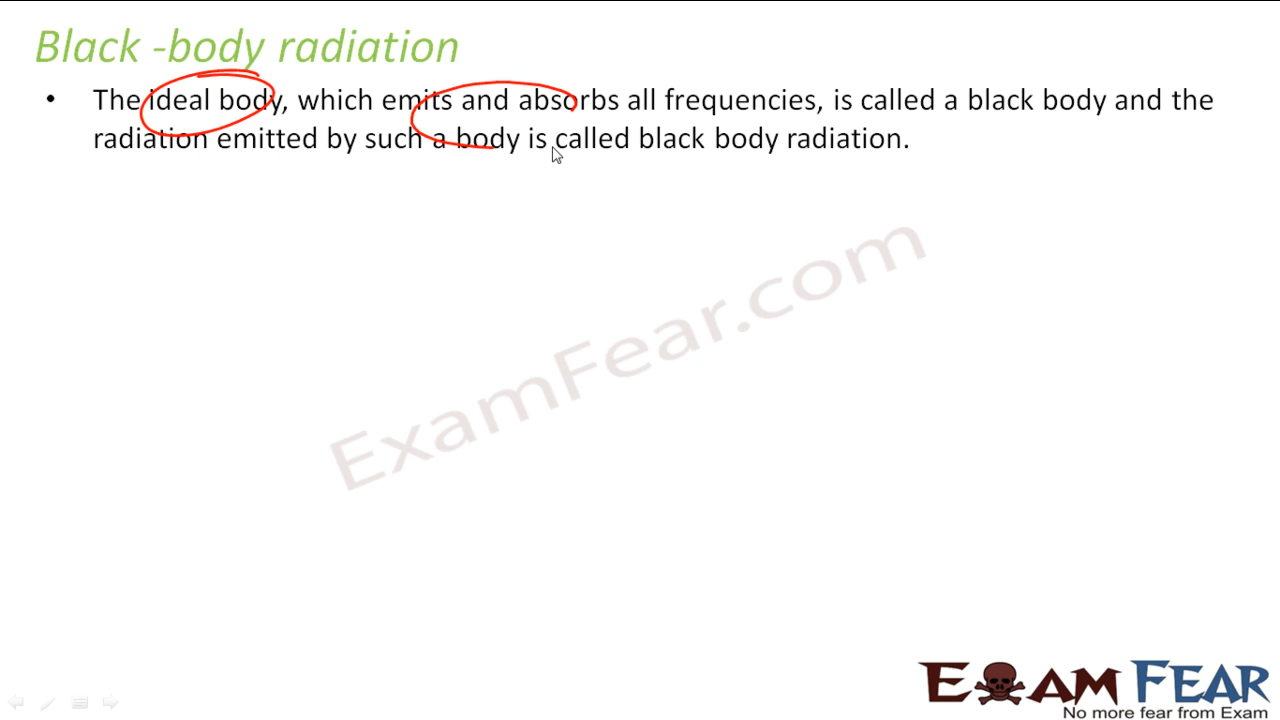 Black -body radiation
• The ideal body, which emits and absorbs all frequencies, is called a black body and the
radiation emitted by such a body is called black body radiation.
ExamFear.com
EXAM FEAR
No more fear from Exam